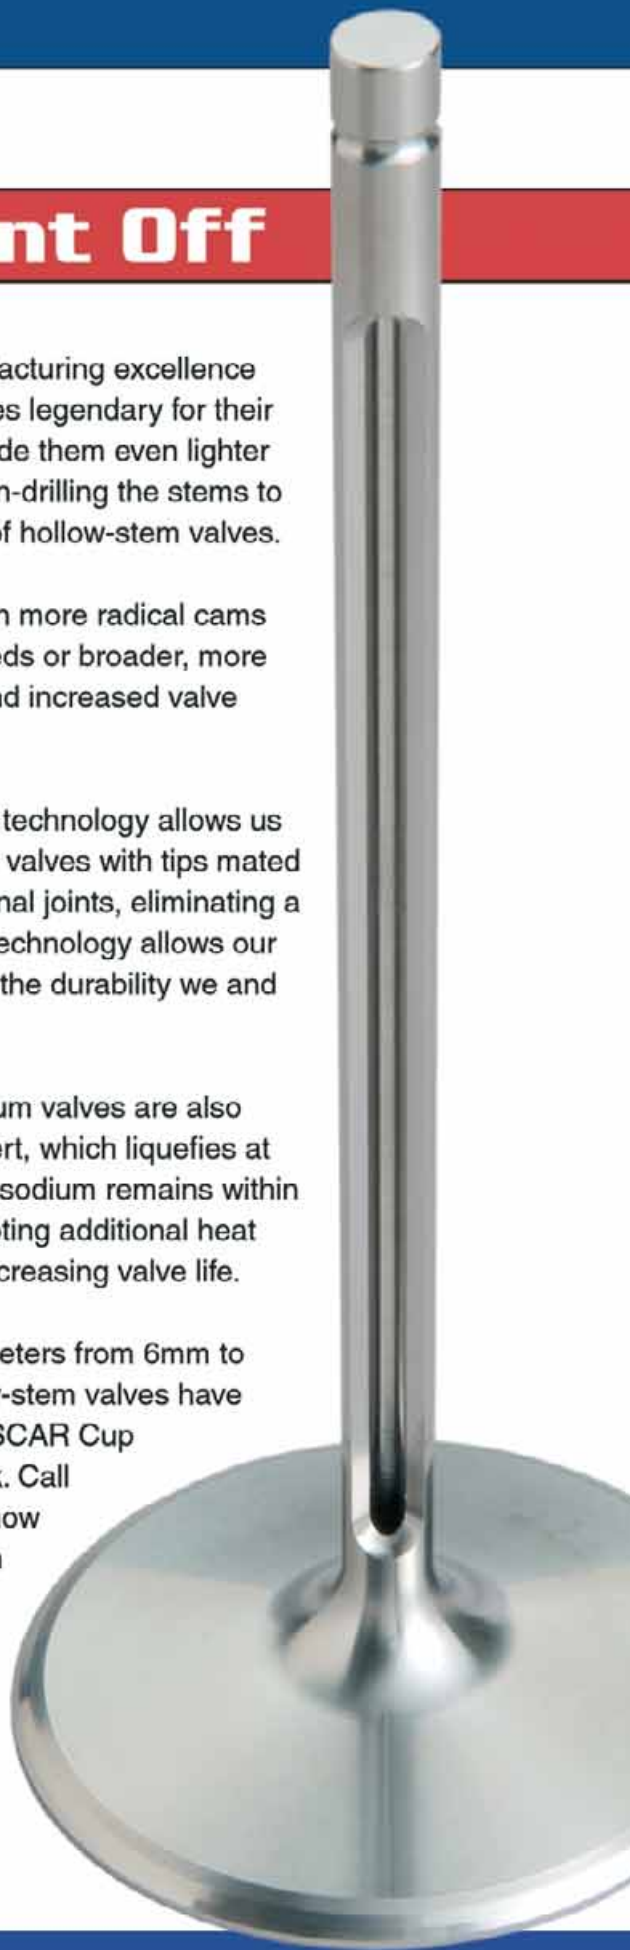 nt Off
acturing excellence
es legendary for their
de them even lighter
n-drilling the stems to
of hollow-stem valves.
n more radical cams
eds or broader, more
nd increased valve
technology allows us
valves with tips mated
nal joints, eliminating a
echnology allows our
the durability we and
um valves are also
ert, which liquefies at
sodium remains within
oting additional heat
creasing valve life.
eters from 6mm to
-stem valves have
SCAR Cup
. Call
ow